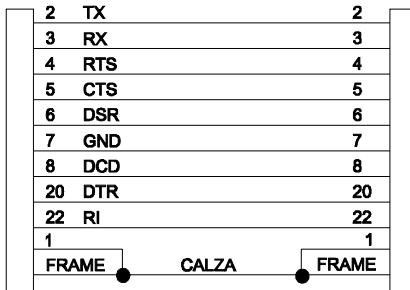 2 TX 2
3 RX 3
4 RTS 4
5 CTS 5
6 DSR 6
7 GND 7
8 DCD 8
20 DTR 20
22 RI 22
1 1
FRAME CALZA FRAME